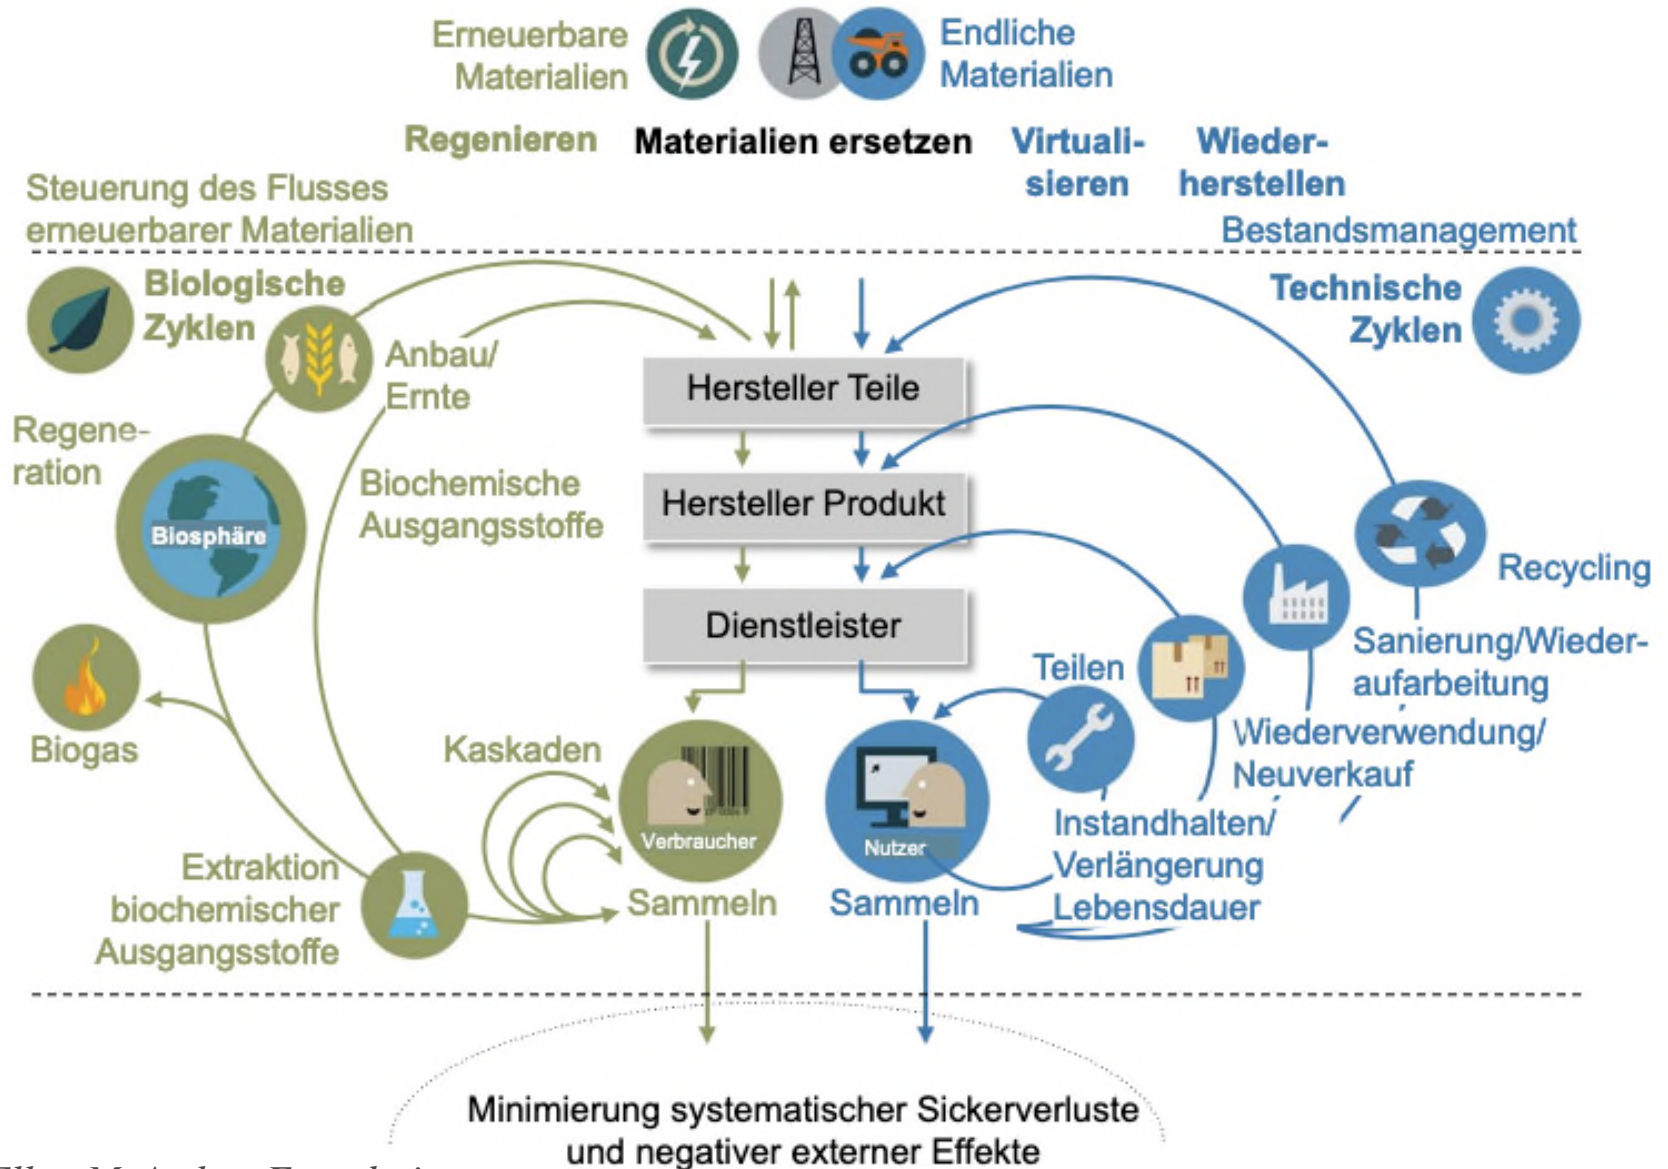 Erneuerbare
Materialien
Endliche
Materialien
Regenieren
Materialien ersetzen
Virtuali-
sieren
Wieder-
herstellen
Steuerung des Flusses
erneuerbarer Materialien
Bestandsmanagement
Biologische
Zyklen
Technische
Zyklen
Anbau/
Ernte
Hersteller Teile
Regene-
ration
Biosphäre
Biochemische
Ausgangsstoffe
Hersteller Produkt
Recycling
Dienstleister
Sanierung/Wieder-
aufarbeitung
Teilen
Wiederverwendung/
Neuverkauf
Biogas
Kaskaden
Verbraucher
Nutzer
Instandhalten/
Verlängerung
Lebensdauer
Extraktion
biochemischer
Ausgangsstoffe
Sammeln
Sammeln
Minimierung systematischer Sickerverluste
und negativer externer Effekte